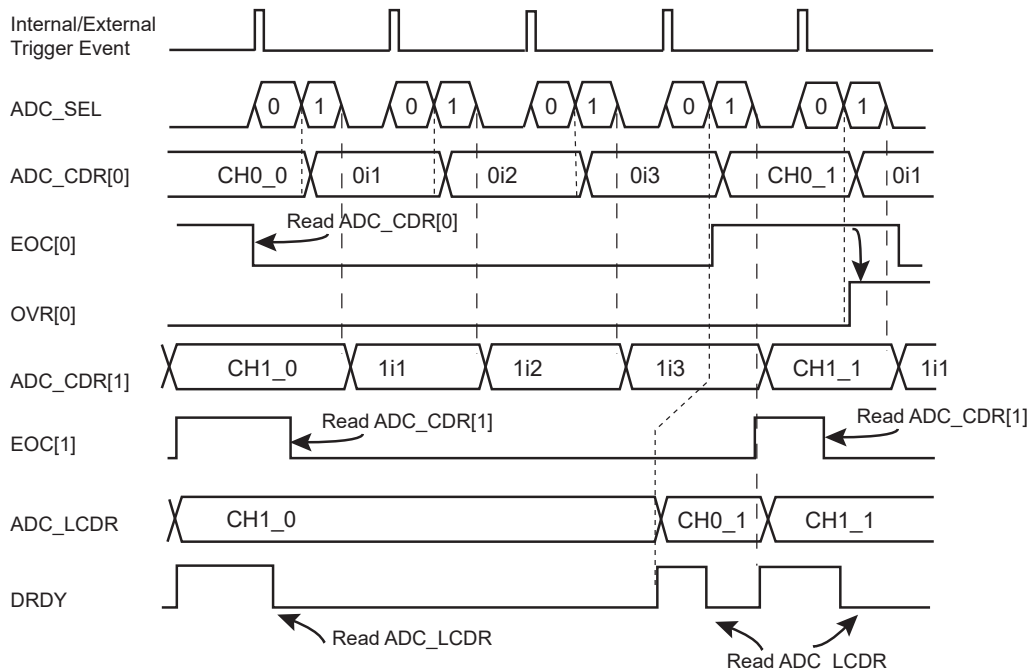 Internal/External
Trigger Event
ADC_SEL
0 1 0 1 0 1 0 1 0 1
ADC_CDR[0]
CH0_0 0i1 0i2 0i3 CH0_1 0i1
Read ADC_CDR[0]
EOC[0]
OVR[0]
ADC_CDR[1]
CH1_0 1i1 1i2 1i3 CH1_1 1i1
Read ADC_CDR[1] Read ADC_CDR[1]
EOC[1]
ADC_LCDR
CH1_0 CH0_1 CH1_1
DRDY
Read ADC_LCDR
Read ADC_LCDR